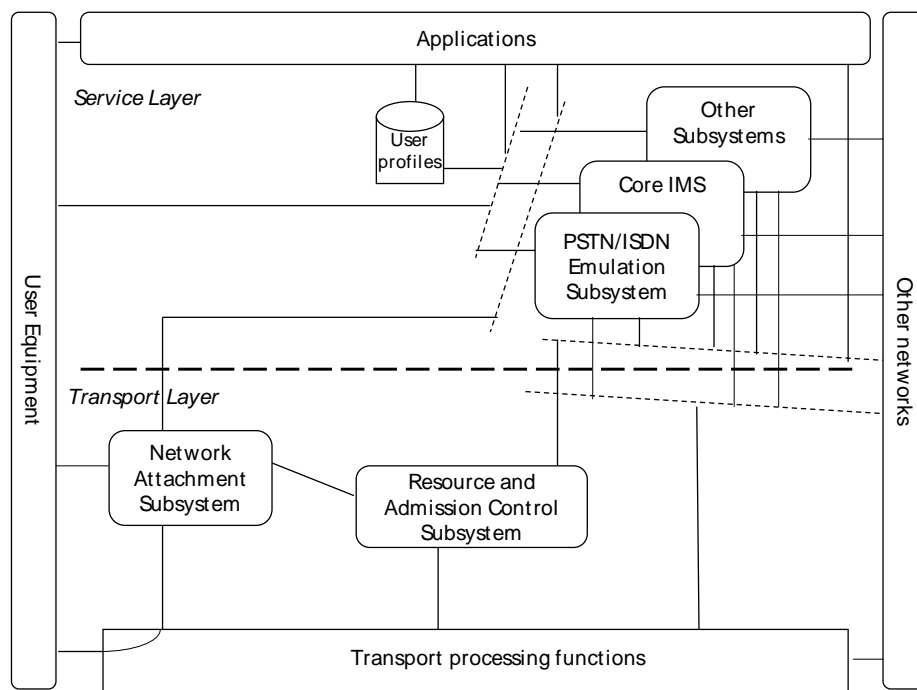 Applications
Service Layer
User
profiles
Other
Subsystems
Core IMS
PSTN/ISDN
Emulation
Subsystem
User Equipment
Other networks
Transport Layer
Network
Attachment
Subsystem
Resource and
Admission Control
Subsystem
Transport processing functions